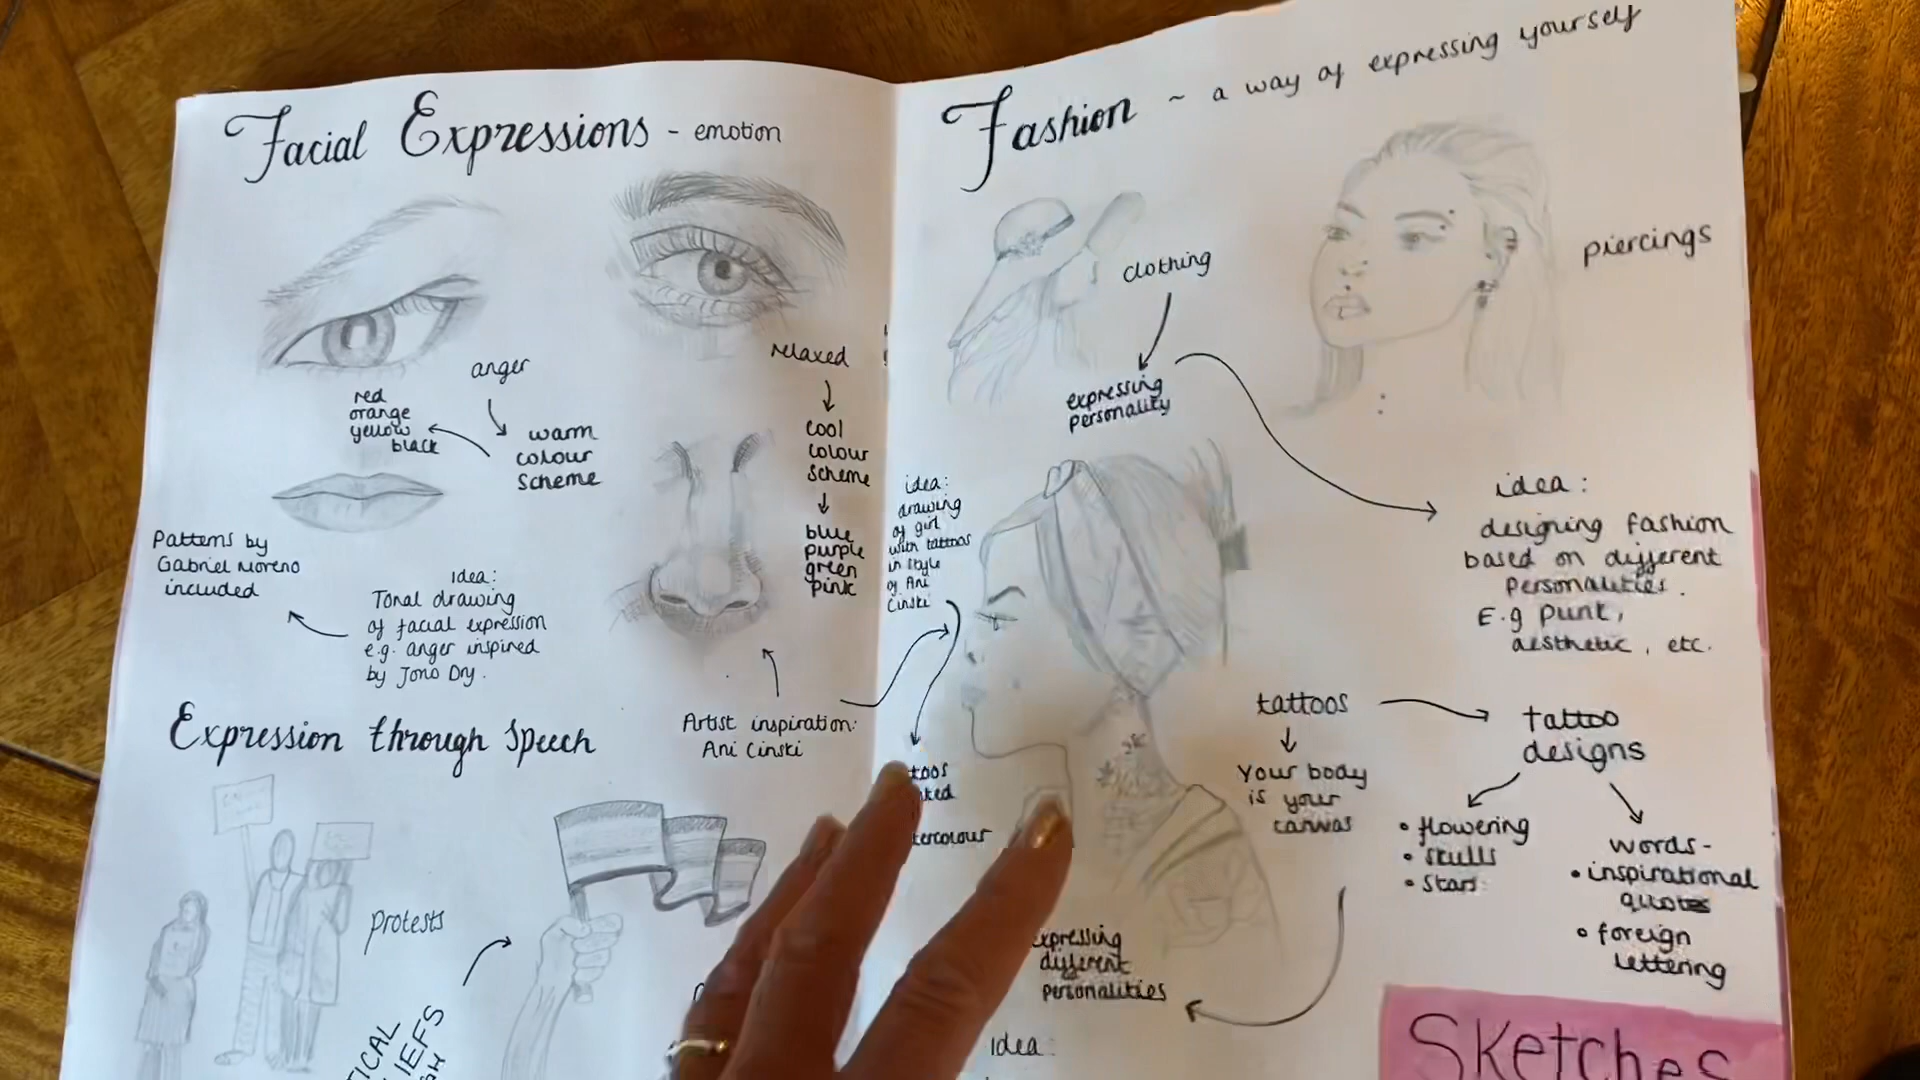 Facial Expressions - emotion
anger
red
orange
yellow
black
warm
colour
scheme
relaxed
cool
colour
scheme
blue
purple
green
pink
Patterns by
Gabriel Moreno
included
Idea:
Tonal drawing
of facial expression
e.g. anger inspired
by Jono Dry.
Artist inspiration:
Ani Cinski
Expression through Speech
protests
Fashion ~ a way of expressing yourself
clothing
expressing
personality
piercings
idea:
drawing
of girl
with tattoos
in style
of Ani
Cinski
idea:
designing fashion
based on different
personalities.
E.g punk,
aesthetic, etc.
tattoos
Your body
is your
canvas
tattoo
designs
• flowering
• skulls
• stars
words-
• inspirational
quotes
• foreign
lettering
expressing
different
personalities
Idea:
Sketches